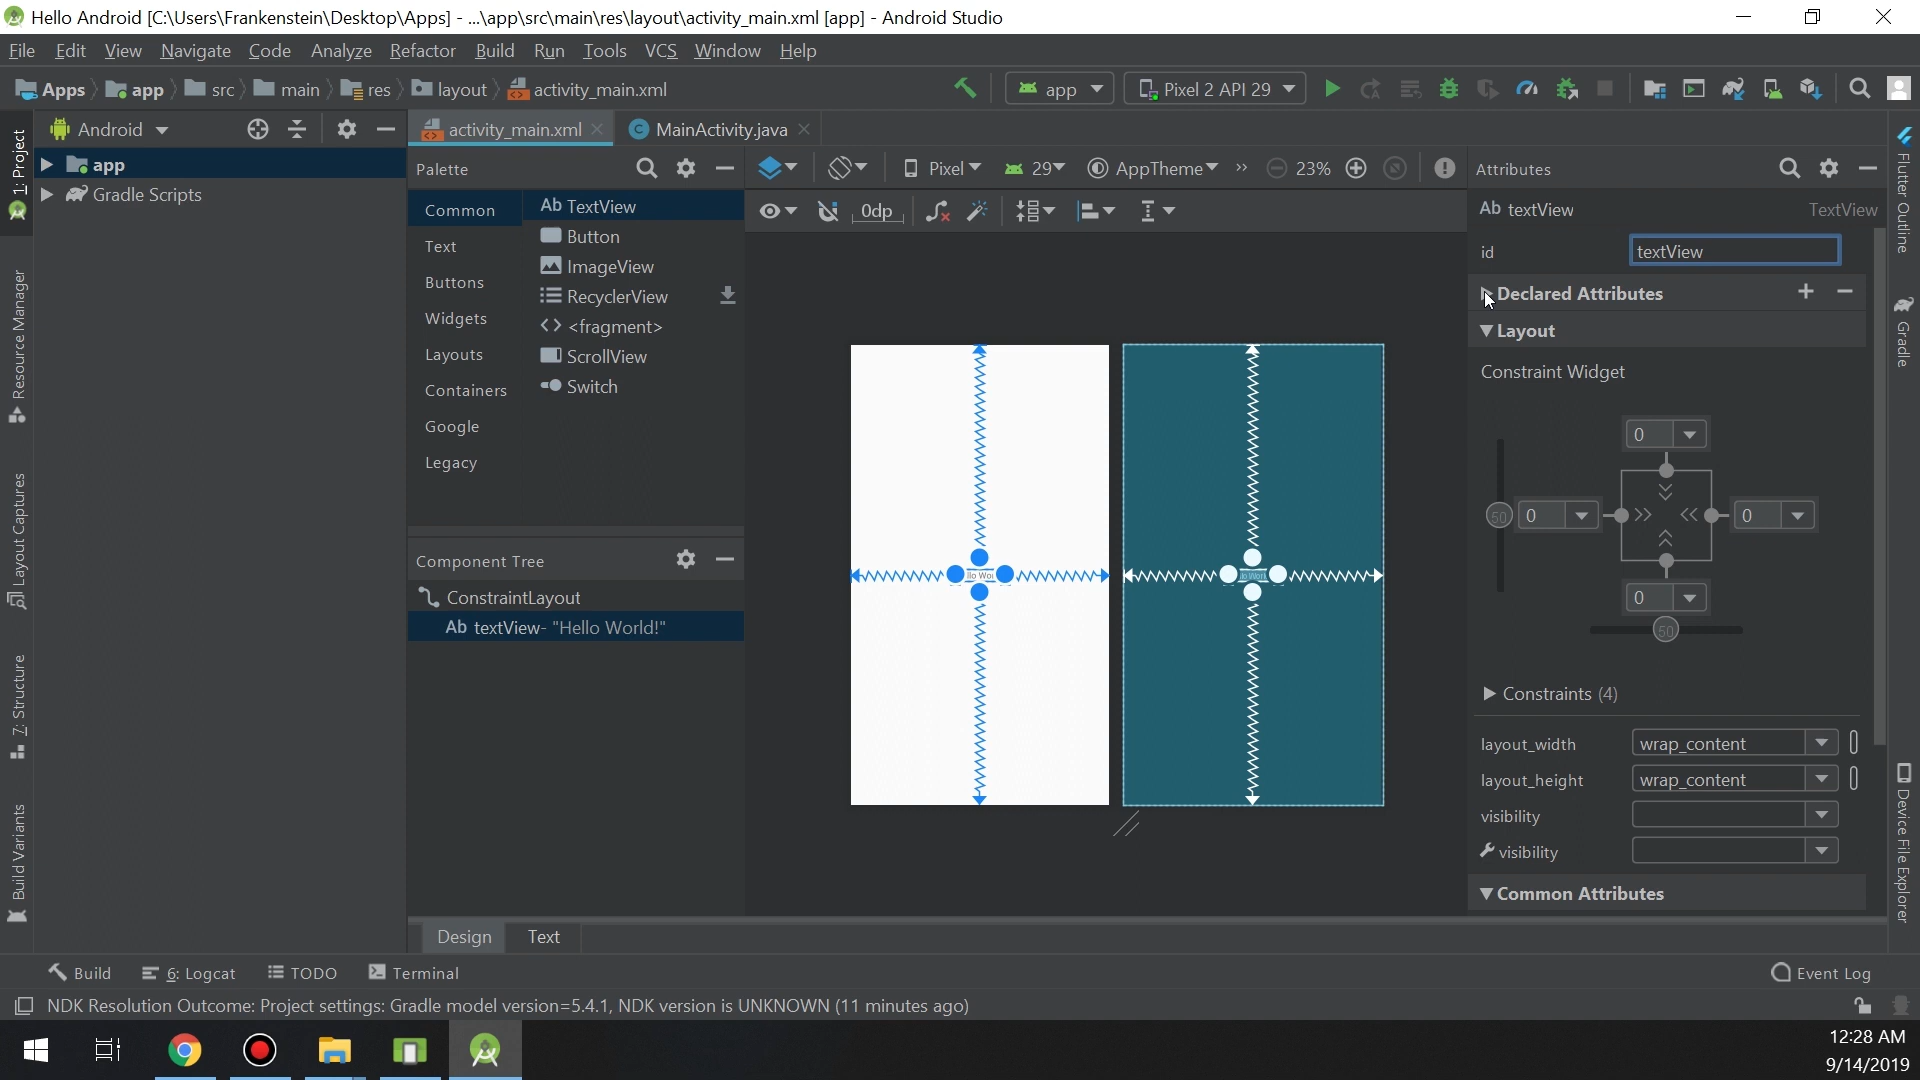 Hello Android [C:\Users\Frankenstein\Desktop\Apps] - ...\app\src\main\res\layout\activity_main.xml [app] - Android Studio
File Edit View Navigate Code Analyze Refactor Build Run Tools VCS Window Help
Apps app src main res layout activity_main.xml app Pixel 2 API 29
1: Project
Resource Manager
Layout Captures
7: Structure
Build Variants
Android
app
Gradle Scripts
activity_main.xml MainActivity.java
Palette
Common
Text
Buttons
Widgets
Layouts
Containers
Google
Legacy
Ab TextView
Button
ImageView
RecyclerView
<fragment>
ScrollView
Switch
Component Tree
ConstraintLayout
Ab textView- "Hello World!"
Pixel 29 AppTheme » 23%
0dp
Design Text
Attributes
Ab textView TextView
id textView
Declared Attributes
Layout
Constraint Widget
0
50 0 0
0
50
Constraints (4)
layout_width wrap_content
layout_height wrap_content
visibility
visibility
Common Attributes
Flutter Outline
Gradle
Device File Explorer
Build 6: Logcat TODO Terminal Event Log
NDK Resolution Outcome: Project settings: Gradle model version=5.4.1, NDK version is UNKNOWN (11 minutes ago)
12:28 AM
9/14/2019